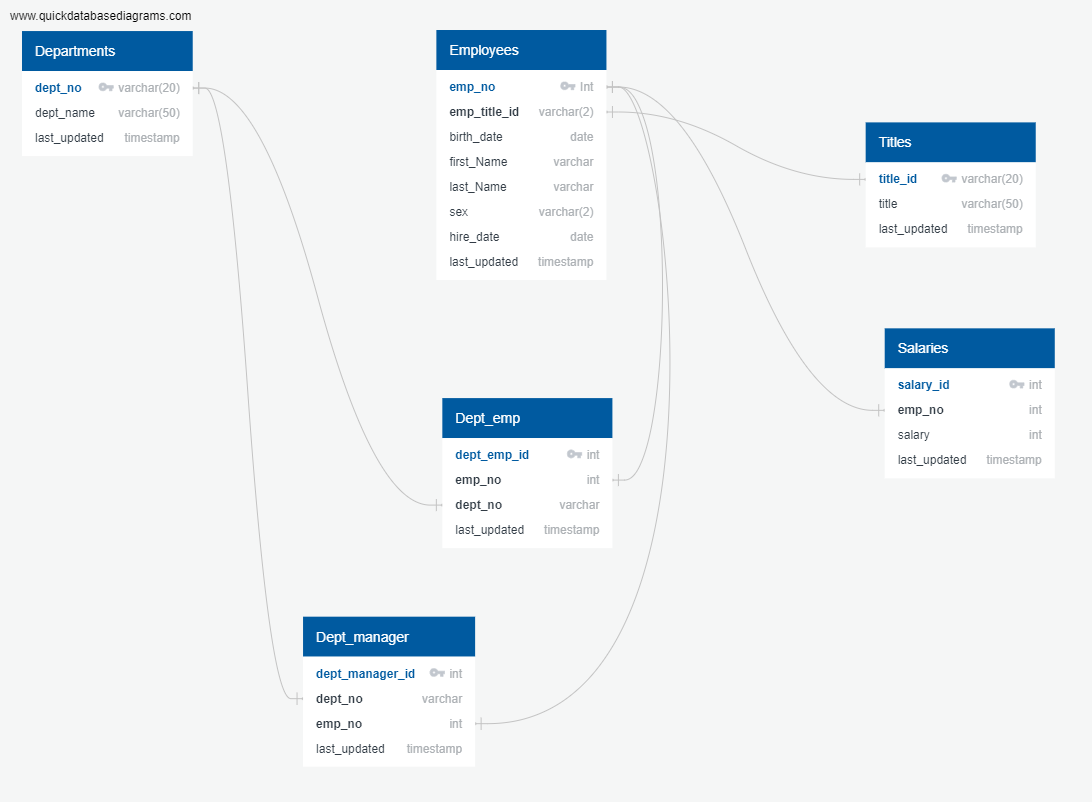 www.quickdatabasediagrams.com
Departments
dept_no varchar(20)
dept_name varchar(50)
last_updated timestamp
Employees
emp_no Int
emp_title_id varchar(2)
birth_date date
first_Name varchar
last_Name varchar
sex varchar(2)
hire_date date
last_updated timestamp
Titles
title_id varchar(20)
title varchar(50)
last_updated timestamp
Salaries
salary_id int
emp_no int
salary int
last_updated timestamp
Dept_emp
dept_emp_id int
emp_no int
dept_no varchar
last_updated timestamp
Dept_manager
dept_manager_id int
dept_no varchar
emp_no int
last_updated timestamp